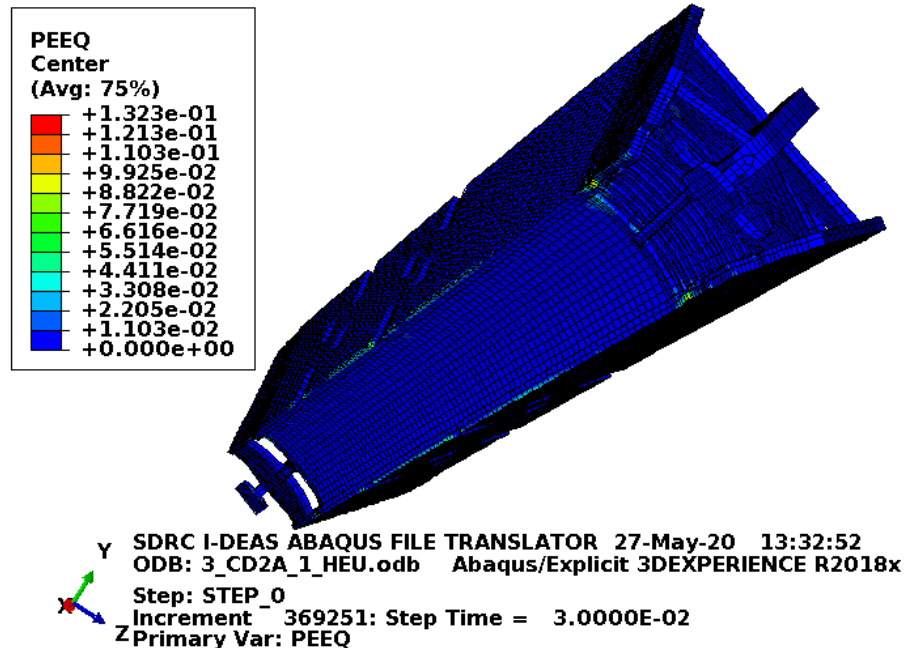 PEEQ
Center
(Avg: 75%)
+1.323e-01
+1.213e-01
+1.103e-01
+9.925e-02
+8.822e-02
+7.719e-02
+6.616e-02
+5.514e-02
+4.411e-02
+3.308e-02
+2.205e-02
+1.103e-02
+0.000e+00
Y
X
Z
SDRC I-DEAS ABAQUS FILE TRANSLATOR 27-May-20 13:32:52
ODB: 3_CD2A_1_HEU.odb Abaqus/Explicit 3DEXPERIENCE R2018x
Step: STEP_0
Increment 369251: Step Time = 3.0000E-02
Primary Var: PEEQ